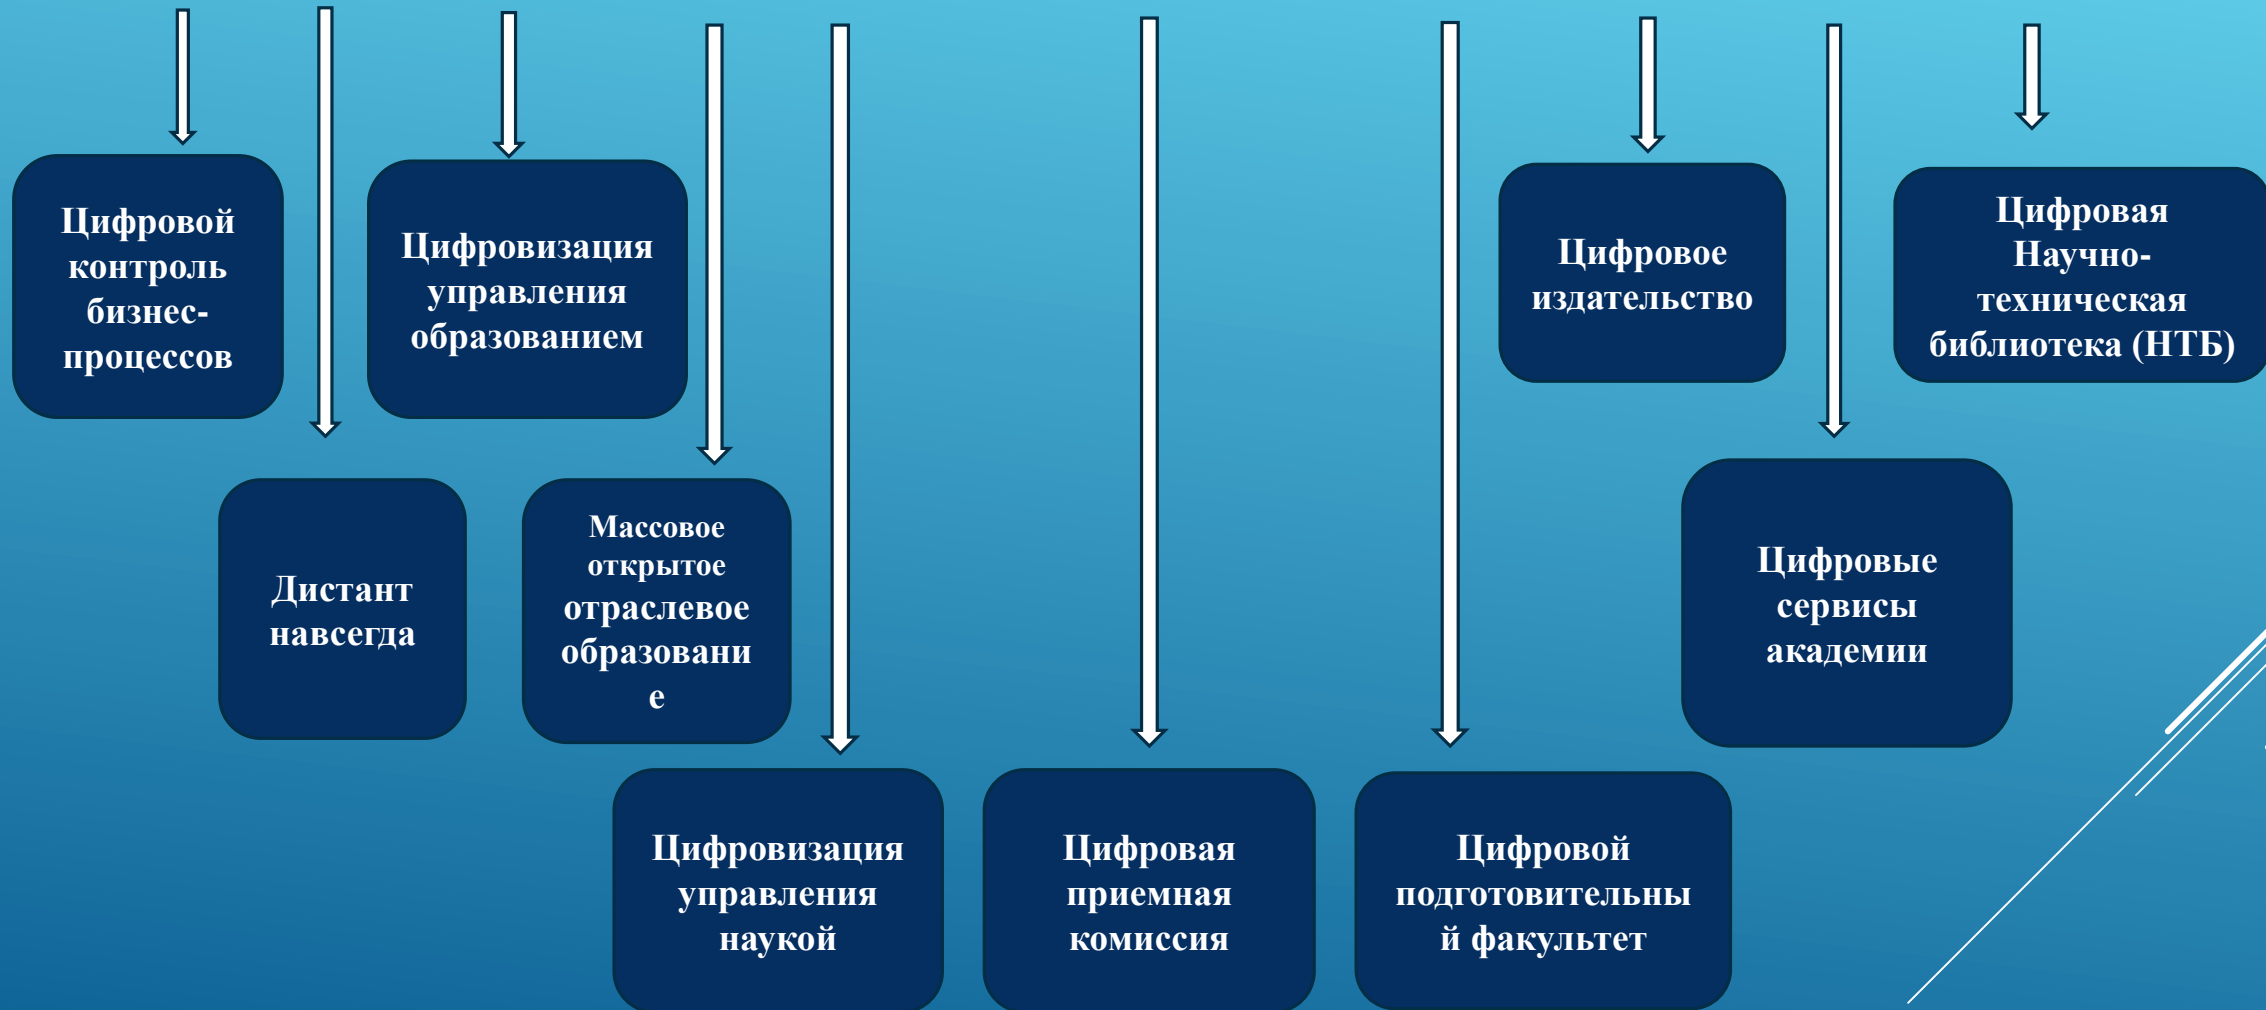 Цифровой
контроль
бизнес-
процессов
Цифровизация
управления
образованием
Цифровое
издательство
Цифровая
Научно-
техническая
библиотека (НТБ)
Дистант
навсегда
Массовое
открытое
отраслевое
образовани
е
Цифровые
сервисы
академии
Цифровизация
управления
наукой
Цифровая
приемная
комиссия
Цифровой
подготовительны
й факультет